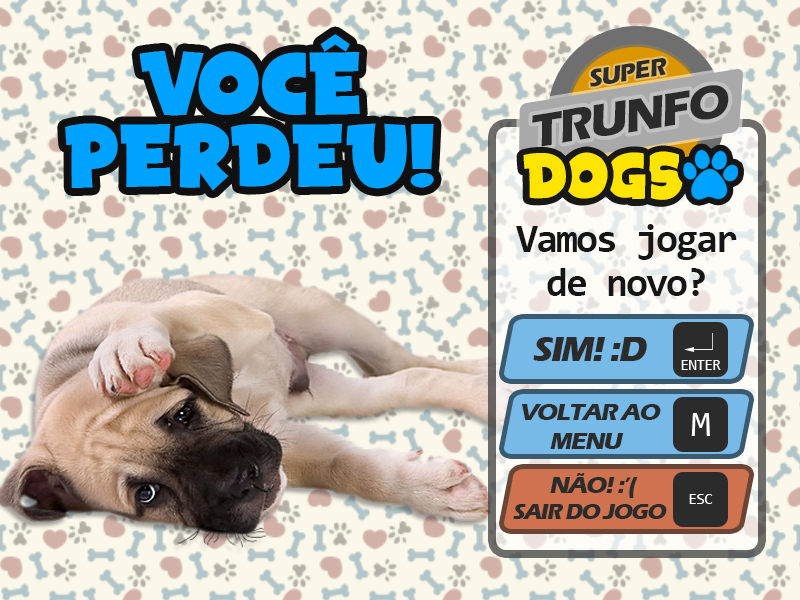 VOCÊ
PERDEU!
SUPER
TRUNFO
DOGS
Vamos jogar
de novo?
SIM! :D
ENTER
VOLTAR AO
MENU
M
NÃO! :'(
SAIR DO JOGO
ESC